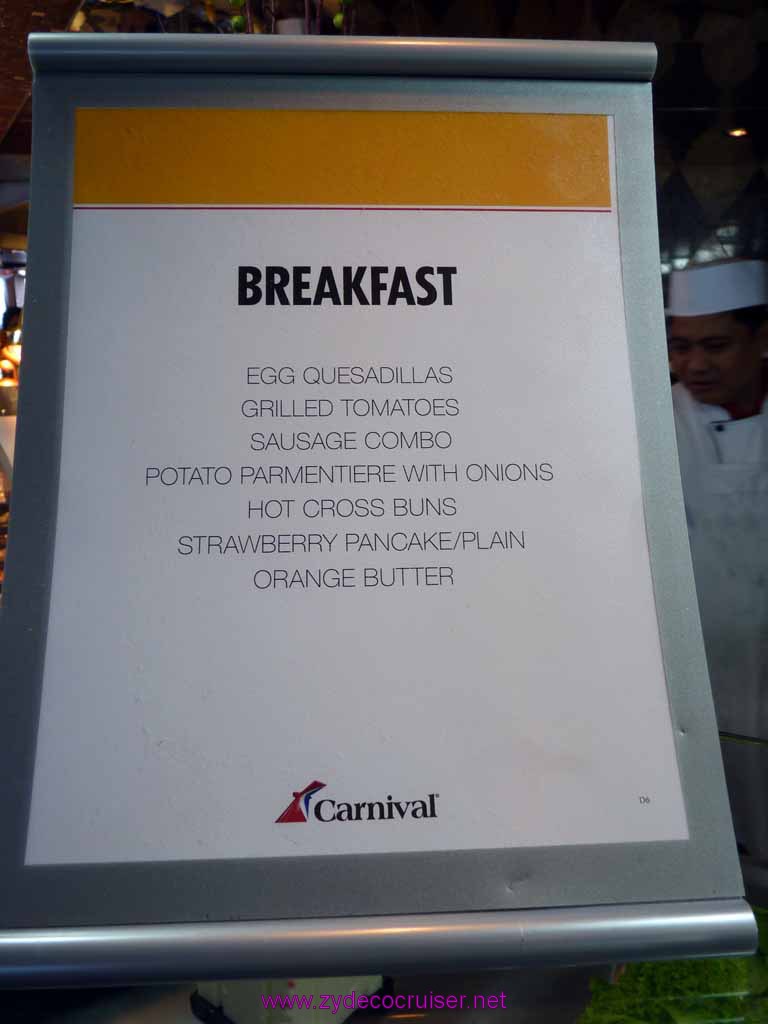 BREAKFAST
EGG QUESADILLAS
GRILLED TOMATOES
SAUSAGE COMBO
POTATO PARMENTIERE WITH ONIONS
HOT CROSS BUNS
STRAWBERRY PANCAKE/PLAIN
ORANGE BUTTER
Carnival®
D6
www.zydecocruiser.net